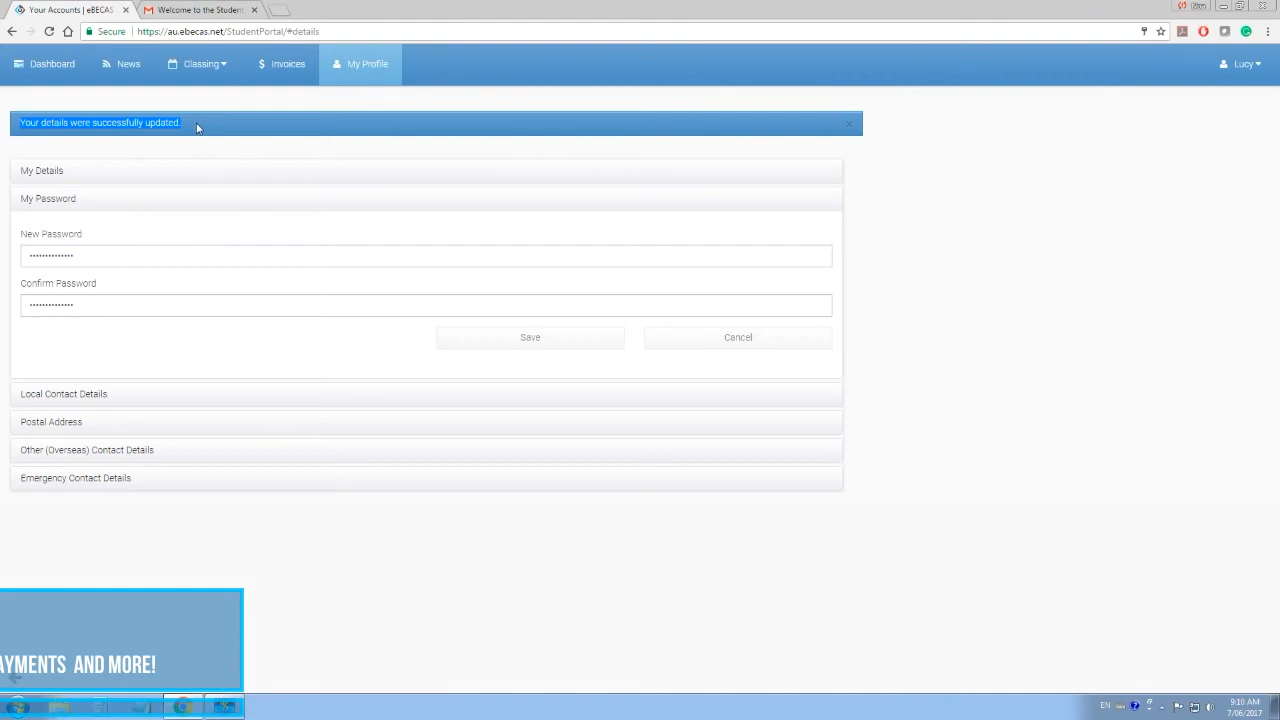 Your Accounts | eBECAS
Welcome to the Student
Secure
https://au.ebecas.net/StudentPortal/#details
Dashboard
News
Classing
Invoices
My Profile
Lucy
Your details were successfully updated.
My Details
My Password
New Password
••••••••••••••
Confirm Password
••••••••••••••
Save
Cancel
Local Contact Details
Postal Address
Other (Overseas) Contact Details
Emergency Contact Details
AYMENTS AND MORE!
EN
9:10 AM
7/06/2017